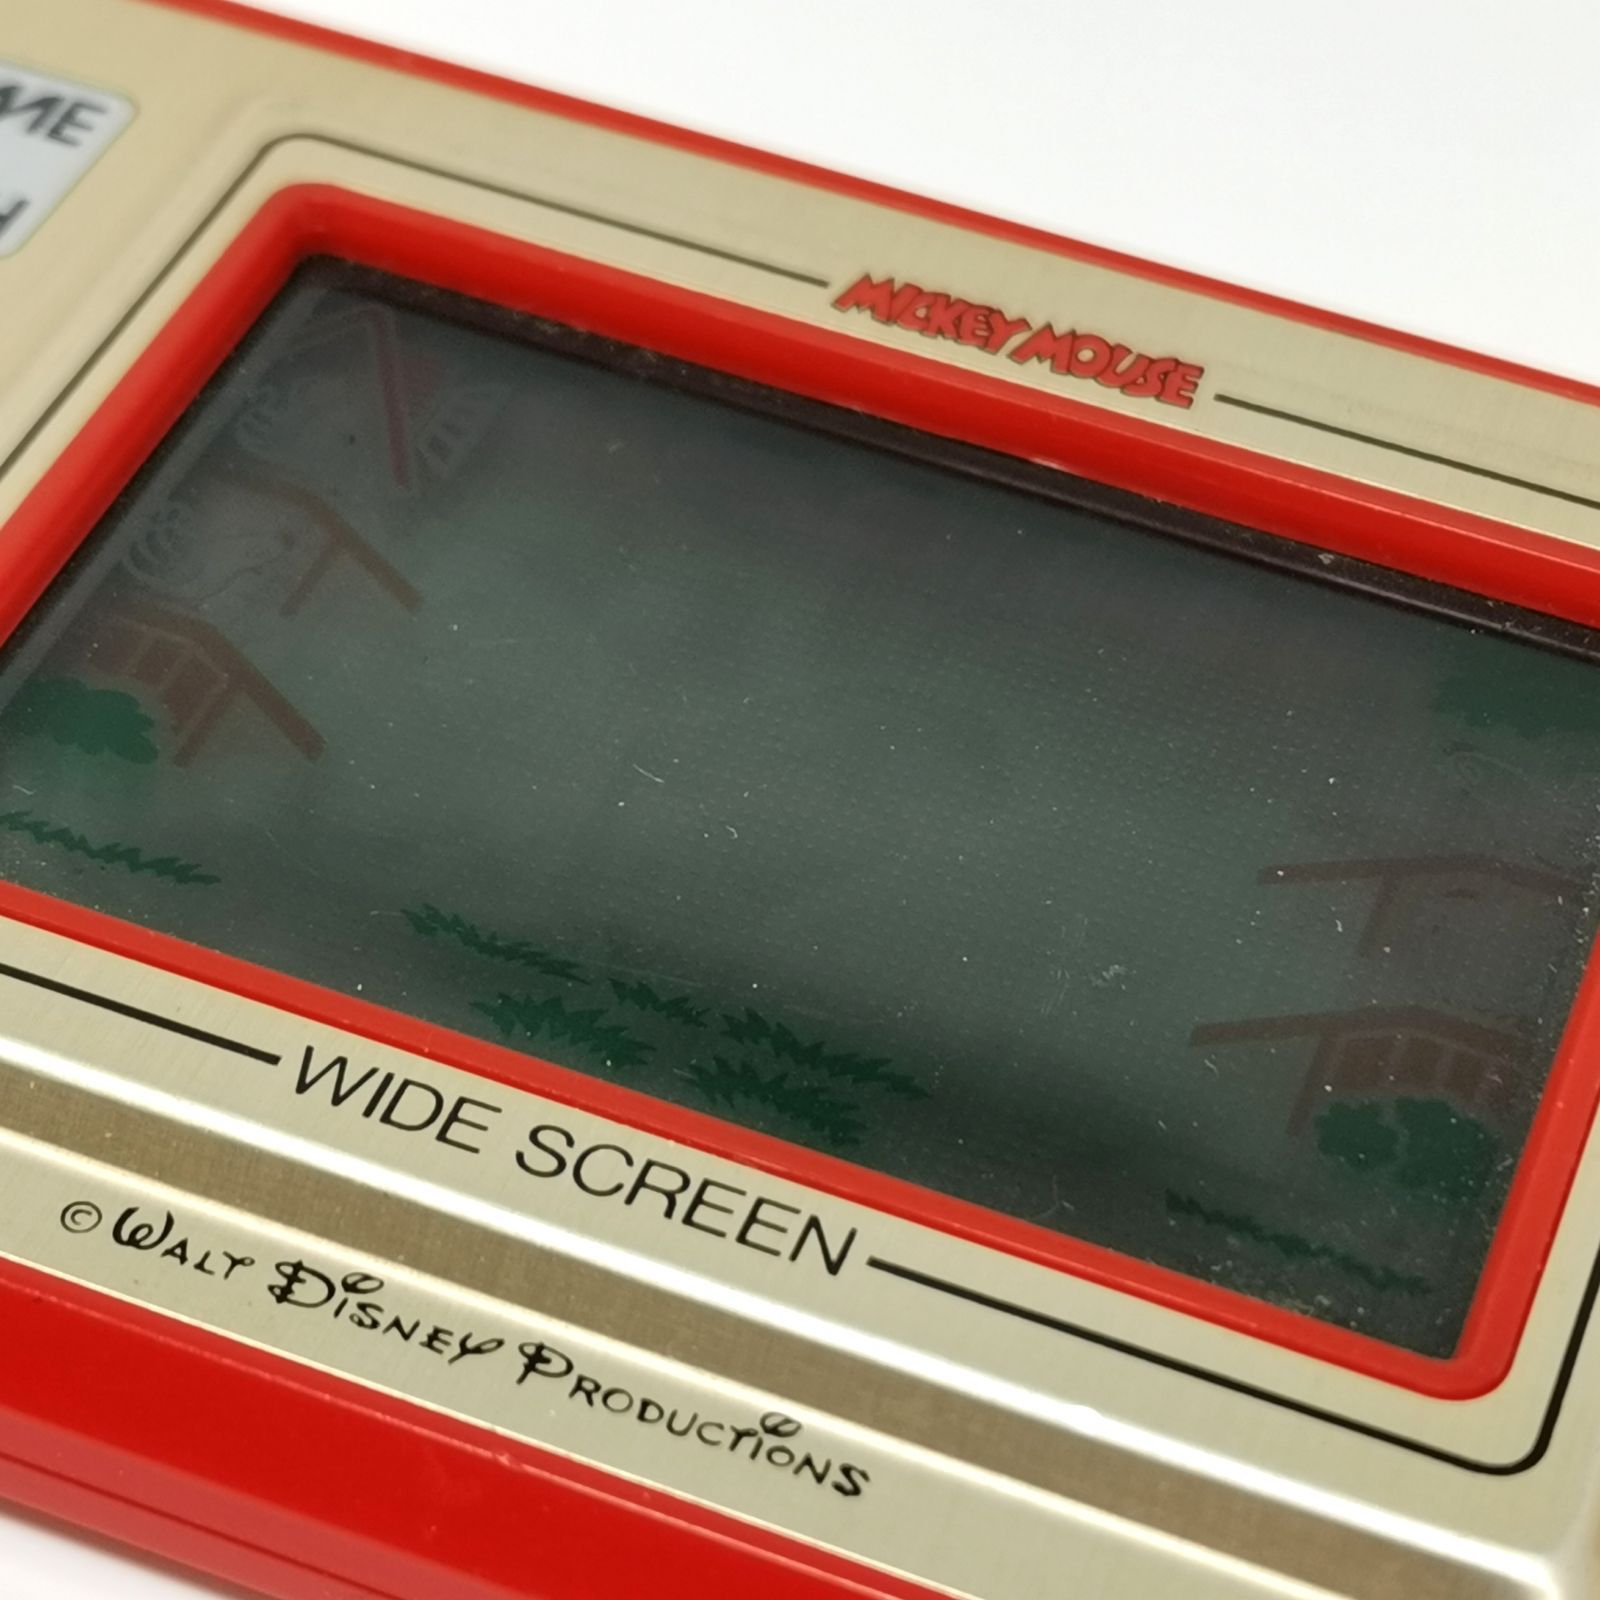 MICKEY MOUSE
WIDE SCREEN
© WALT DISNEY PRODUCTIONS